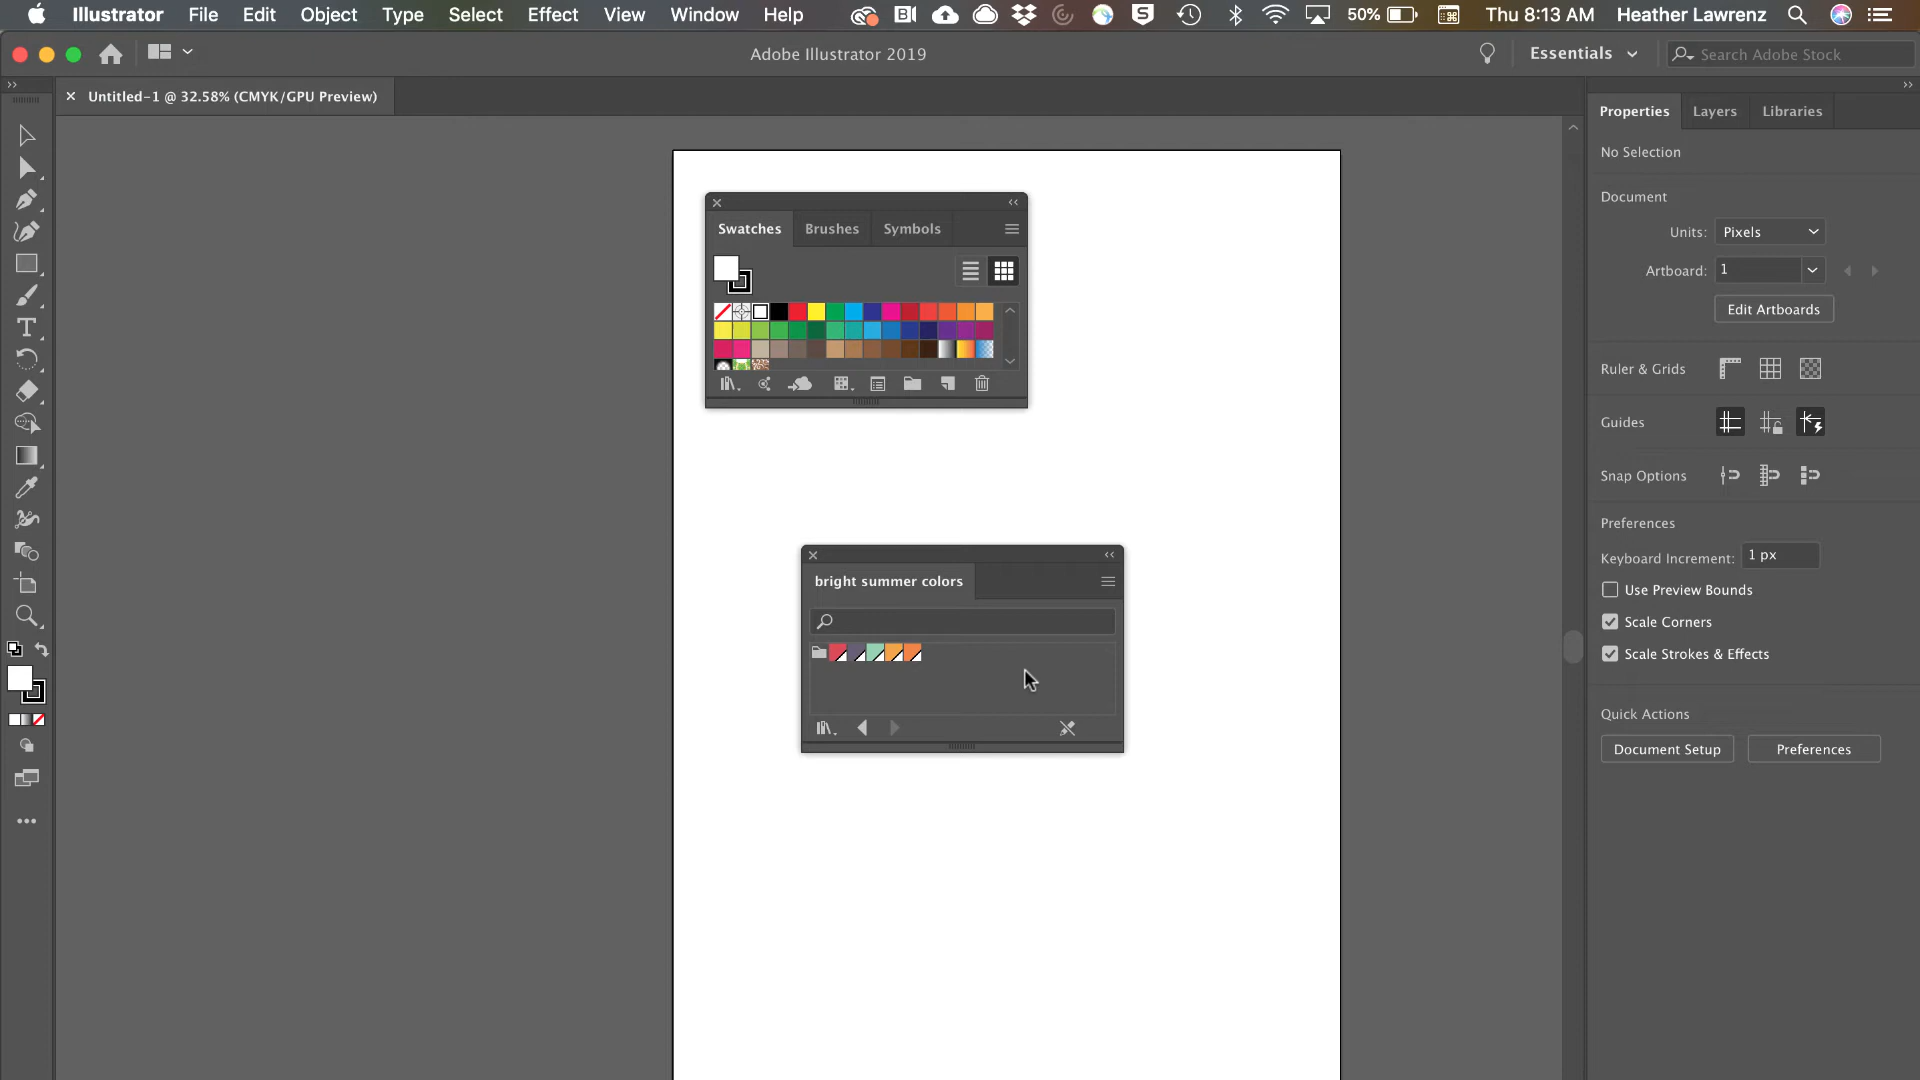 Illustrator File Edit Object Type Select Effect View Window Help 50% Thu 8:13 AM Heather Lawrenz
Adobe Illustrator 2019
Essentials
Search Adobe Stock
× Untitled-1 @ 32.58% (CMYK/GPU Preview)
Properties Layers Libraries
No Selection
Document
Units: Pixels
Artboard: 1
Edit Artboards
Ruler & Grids
Guides
Snap Options
Preferences
Keyboard Increment: 1 px
Use Preview Bounds
Scale Corners
Scale Strokes & Effects
Quick Actions
Document Setup Preferences
Swatches Brushes Symbols
bright summer colors